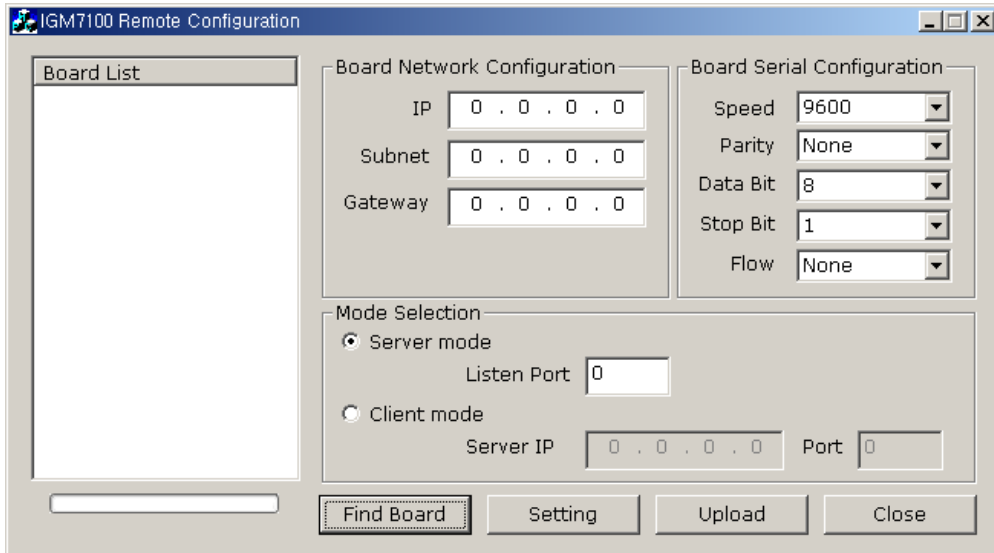 IGM7100 Remote Configuration
Board List
Board Network Configuration
IP 0 . 0 . 0 . 0
Subnet 0 . 0 . 0 . 0
Gateway 0 . 0 . 0 . 0
Board Serial Configuration
Speed 9600
Parity None
Data Bit 8
Stop Bit 1
Flow None
Mode Selection
Server mode
Listen Port 0
Client mode
Server IP 0 . 0 . 0 . 0 Port 0
Find Board Setting Upload Close